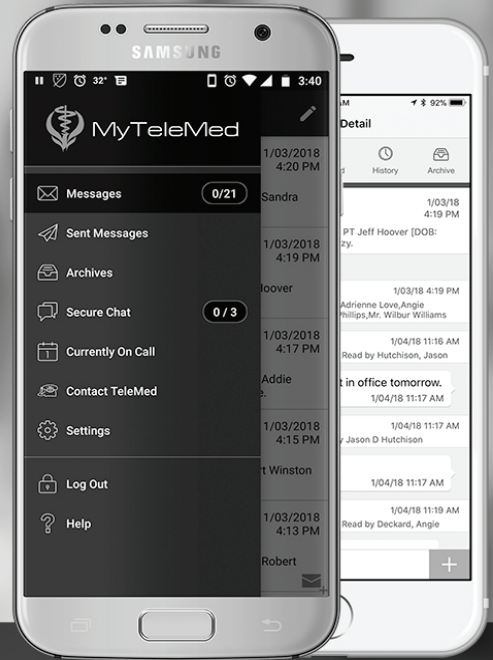 SAMSUNG
32°
3:40
MyTeleMed
Messages
0/21
Sent Messages
Archives
Secure Chat
0 / 3
Currently On Call
1
Contact TeleMed
Settings
Log Out
Help
1/03/2018
4:20 PM
Sandra
1/03/2018
4:19 PM
1/03/2018
4:17 PM
Addie
1/03/2018
4:15 PM
Winston
1/03/2018
4:13 PM
Robert
AM
92%
Detail
History
Archive
1/03/18
4:19 PM
PT Jeff Hoover [DOB:
1/03/18 4:19 PM
Adrienne Love,Angie
Phillips,Mr. Wilbur Williams
1/04/18 11:16 AM
Read by Hutchison, Jason
in office tomorrow.
1/04/18 11:17 AM
1/04/18 11:17 AM
Jason D Hutchison
1/04/18 11:17 AM
1/04/18 11:19 AM
Read by Deckard, Angie